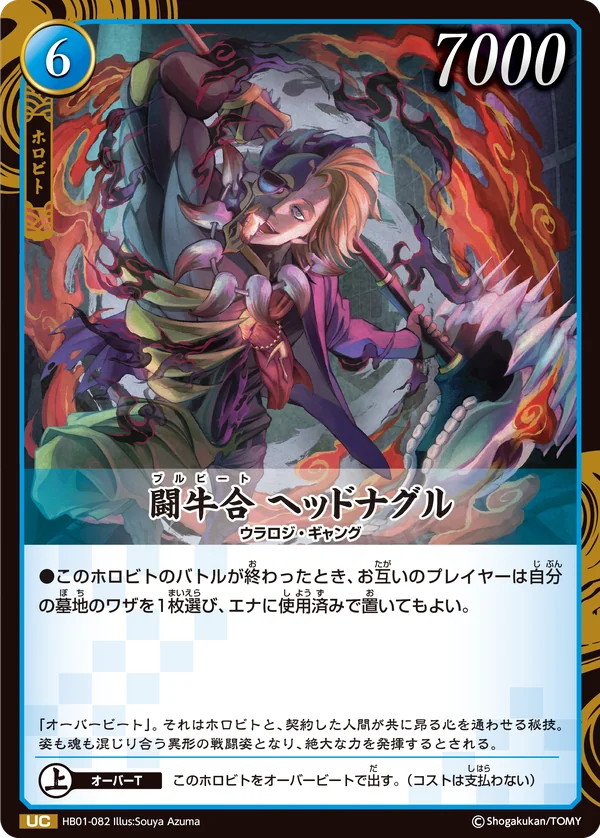 6
7000
ホロビト
ブルビート
闘牛合 ヘッドナグル
ウラロジ・ギャング
●このホロビトのバトルが終わったとき、お互いのプレイヤーは自分
の墓地のワザを1枚選び、エナに使用済みで置いてもよい。
「オーバービート」。それはホロビトと、契約した人間が共に昂る心を通わせる秘技。
姿も魂も混じり合う異形の戦闘姿となり、絶大な力を発揮するとされる。
上 オーバーT このホロビトをオーバービートで出す。(コストは支払わない)
UC HB01-082 Illus:Souya Azuma ©Shogakukan/TOMY